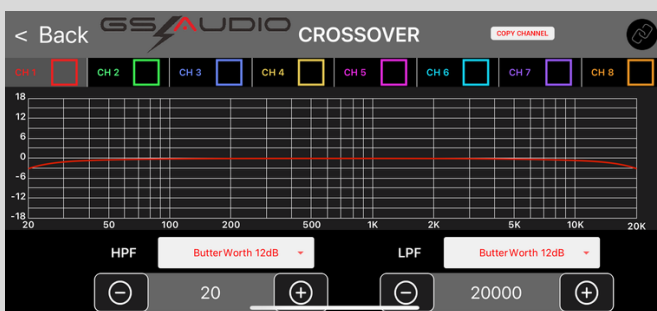 < Back GS AUDIO CROSSOVER COPY CHANNEL
CH 1 CH 2 CH 3 CH 4 CH 5 CH 6 CH 7 CH 8
18
12
6
0
-6
-12
-18
20 50 100 200 500 1K 2K 5K 10K 20K
HPF ButterWorth 12dB LPF ButterWorth 12dB
20 20000